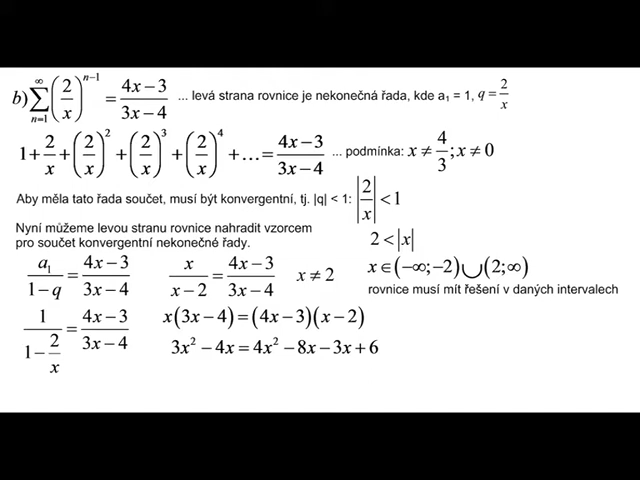 b) ∑_{n=1}^{∞} (2/x)^{n−1} = (4x−3)/(3x−4) ... levá strana rovnice je nekonečná řada, kde a₁ = 1, q = 2/x
1 + 2/x + (2/x)² + (2/x)³ + (2/x)⁴ + … = (4x−3)/(3x−4) ... podmínka: x ≠ 4/3; x ≠ 0
Aby měla tato řada součet, musí být konvergentní, tj. |q| < 1: |2/x| < 1
2 < |x|
x ∈ (−∞; −2) ∪ (2; ∞)
rovnice musí mít řešení v daných intervalech
Nyní můžeme levou stranu rovnice nahradit vzorcem
pro součet konvergentní nekonečné řady.
a₁/(1−q) = (4x−3)/(3x−4)
1/(1−2/x) = (4x−3)/(3x−4)
x/(x−2) = (4x−3)/(3x−4) x ≠ 2
x(3x−4) = (4x−3)(x−2)
3x² − 4x = 4x² − 8x − 3x + 6